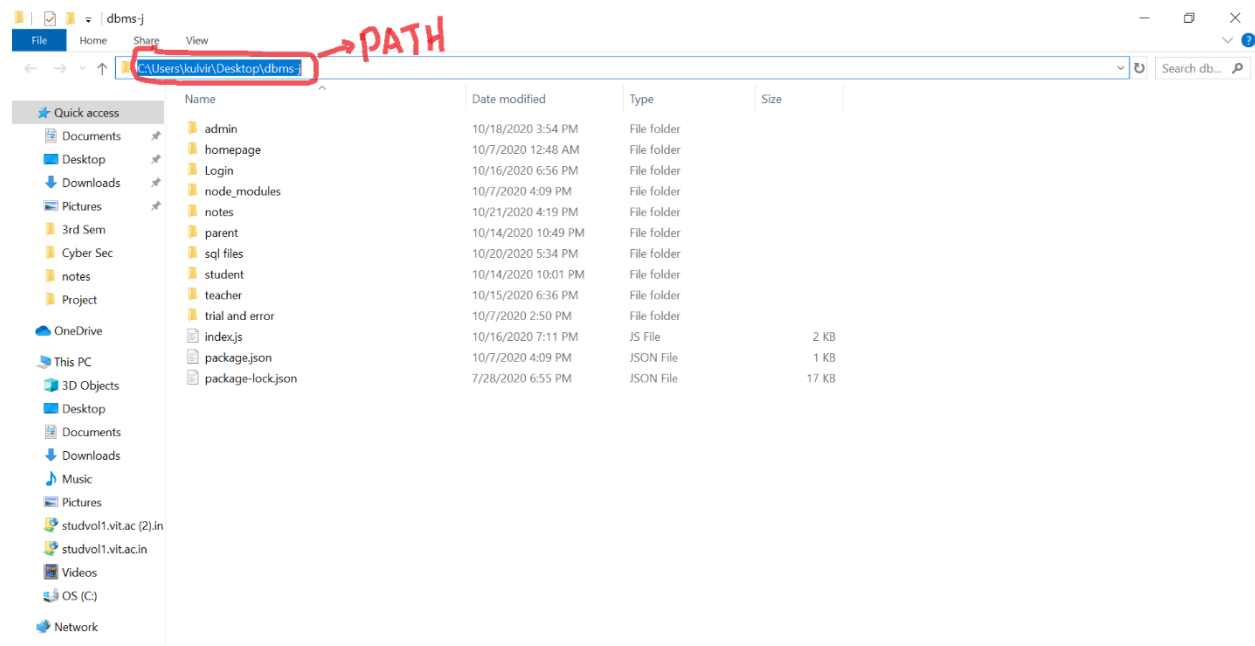 dbms-j
PATH
File Home Share View
C:\Users\kulvir\Desktop\dbms-j
Search db...
Name Date modified Type Size
Quick access
Documents
Desktop
Downloads
Pictures
3rd Sem
Cyber Sec
notes
Project
OneDrive
This PC
3D Objects
Desktop
Documents
Downloads
Music
Pictures
studvol1.vit.ac (2).in
studvol1.vit.ac.in
Videos
OS (C:)
Network
admin 10/18/2020 3:54 PM File folder
homepage 10/7/2020 12:48 AM File folder
Login 10/16/2020 6:56 PM File folder
node_modules 10/7/2020 4:09 PM File folder
notes 10/21/2020 4:19 PM File folder
parent 10/14/2020 10:49 PM File folder
sql files 10/20/2020 5:34 PM File folder
student 10/14/2020 10:01 PM File folder
teacher 10/15/2020 6:36 PM File folder
trial and error 10/7/2020 2:50 PM File folder
index.js 10/16/2020 7:11 PM JS File 2 KB
package.json 10/7/2020 4:09 PM JSON File 1 KB
package-lock.json 7/28/2020 6:55 PM JSON File 17 KB